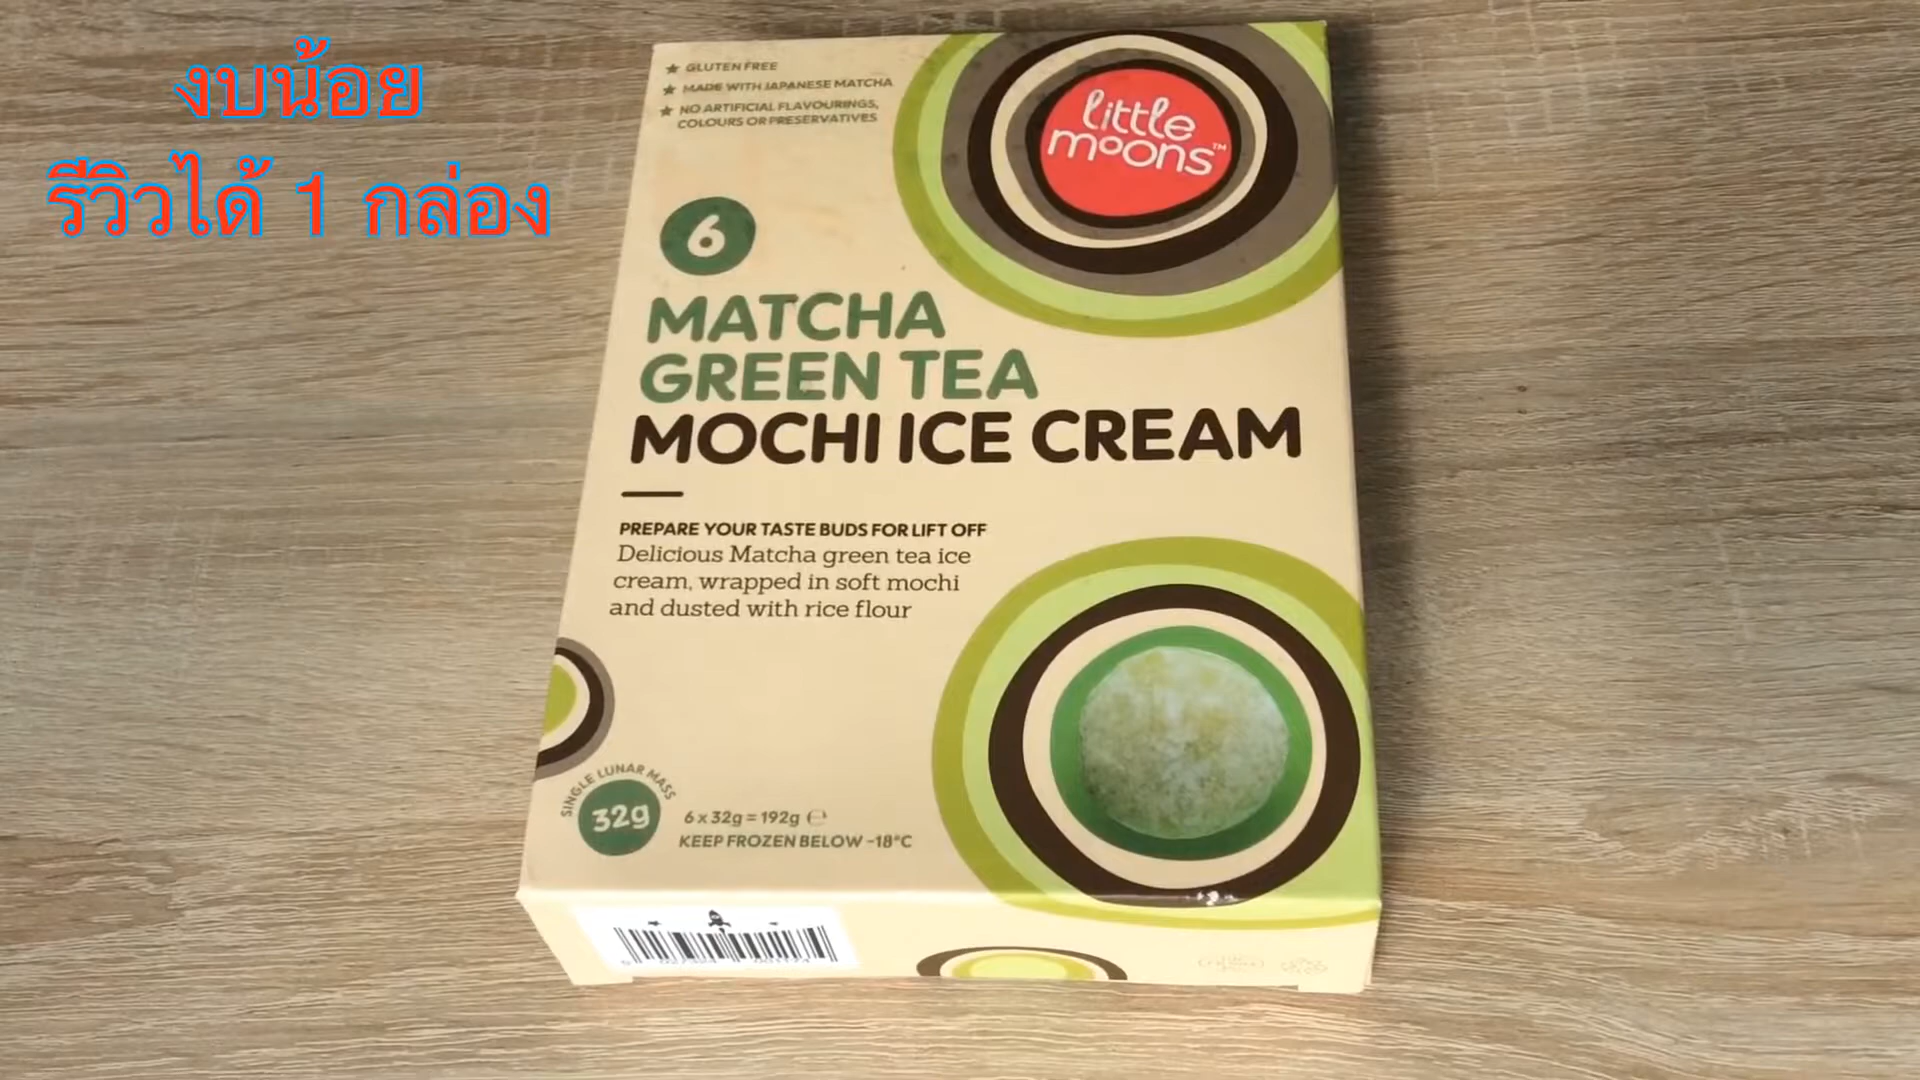 งบน้อย
รีวิวได้ 1 กล่อง
★ GLUTEN FREE
★ MADE WITH JAPANESE MATCHA
★ NO ARTIFICIAL FLAVOURINGS,
COLOURS OR PRESERVATIVES
little
moons™
6
MATCHA
GREEN TEA
MOCHI ICE CREAM
PREPARE YOUR TASTE BUDS FOR LIFT OFF
Delicious Matcha green tea ice
cream, wrapped in soft mochi
and dusted with rice flour
SINGLE LUNAR MASS
32g
6 x 32g = 192g ℮
KEEP FROZEN BELOW -18°C